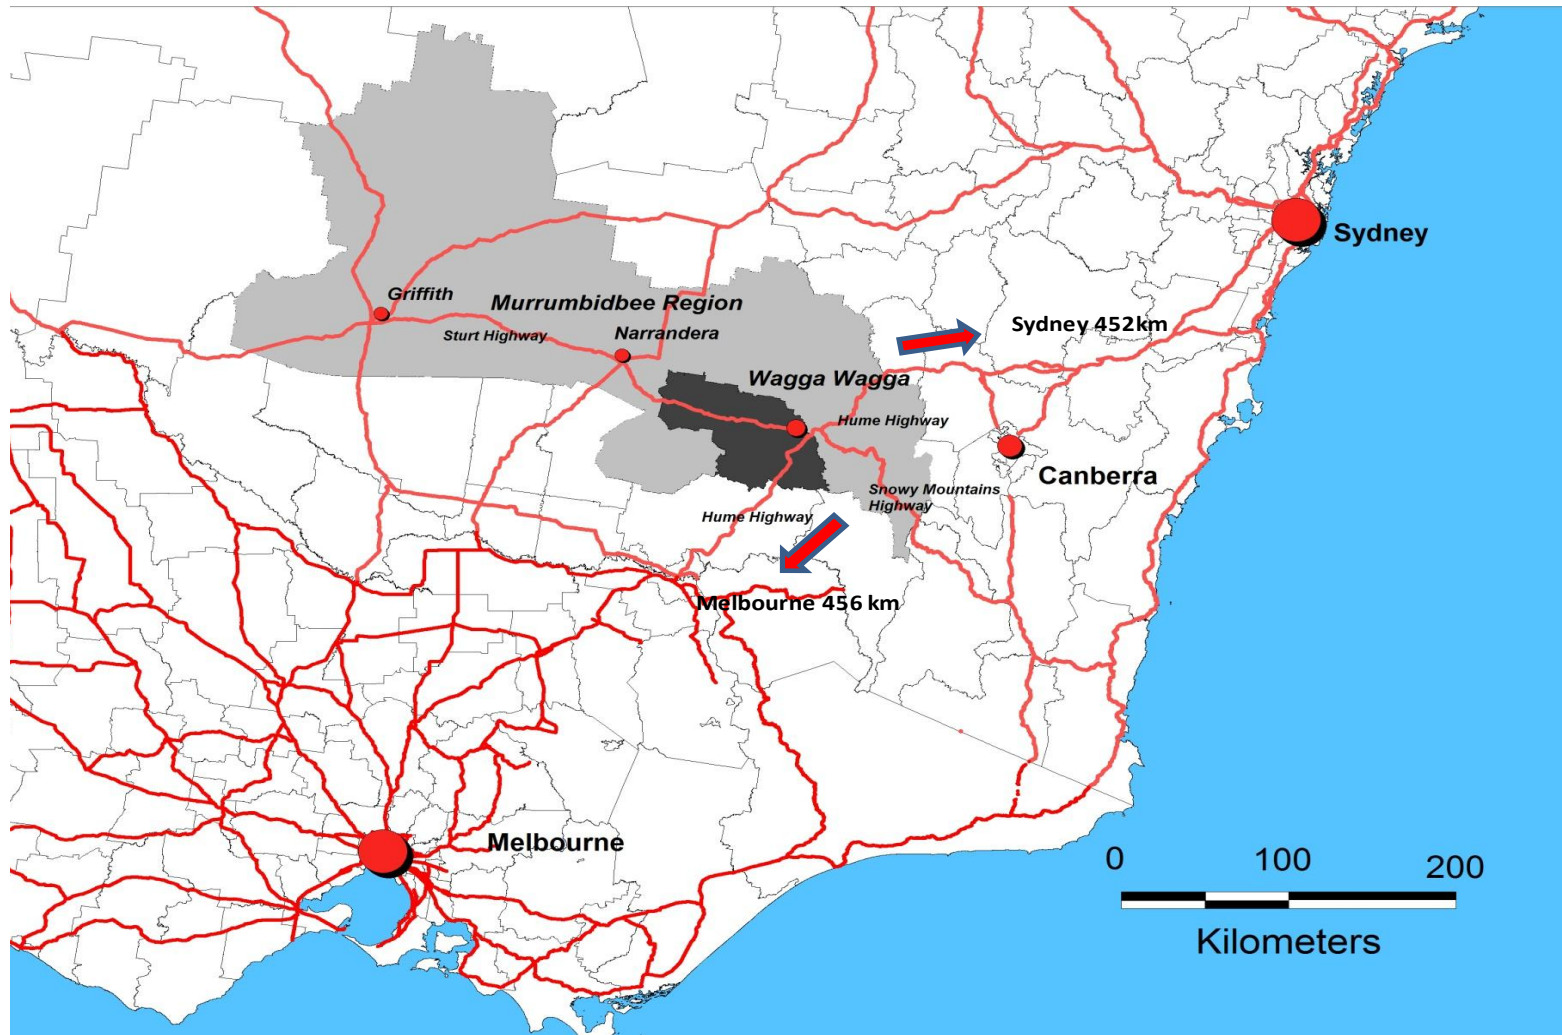 Sydney
Griffith
Murrumbidbee Region
Sturt Highway
Narrandera
Sydney 452km
Wagga Wagga
Hume Highway
Canberra
Snowy Mountains
Highway
Hume Highway
Melbourne 456 km
Melbourne
0 100 200
Kilometers